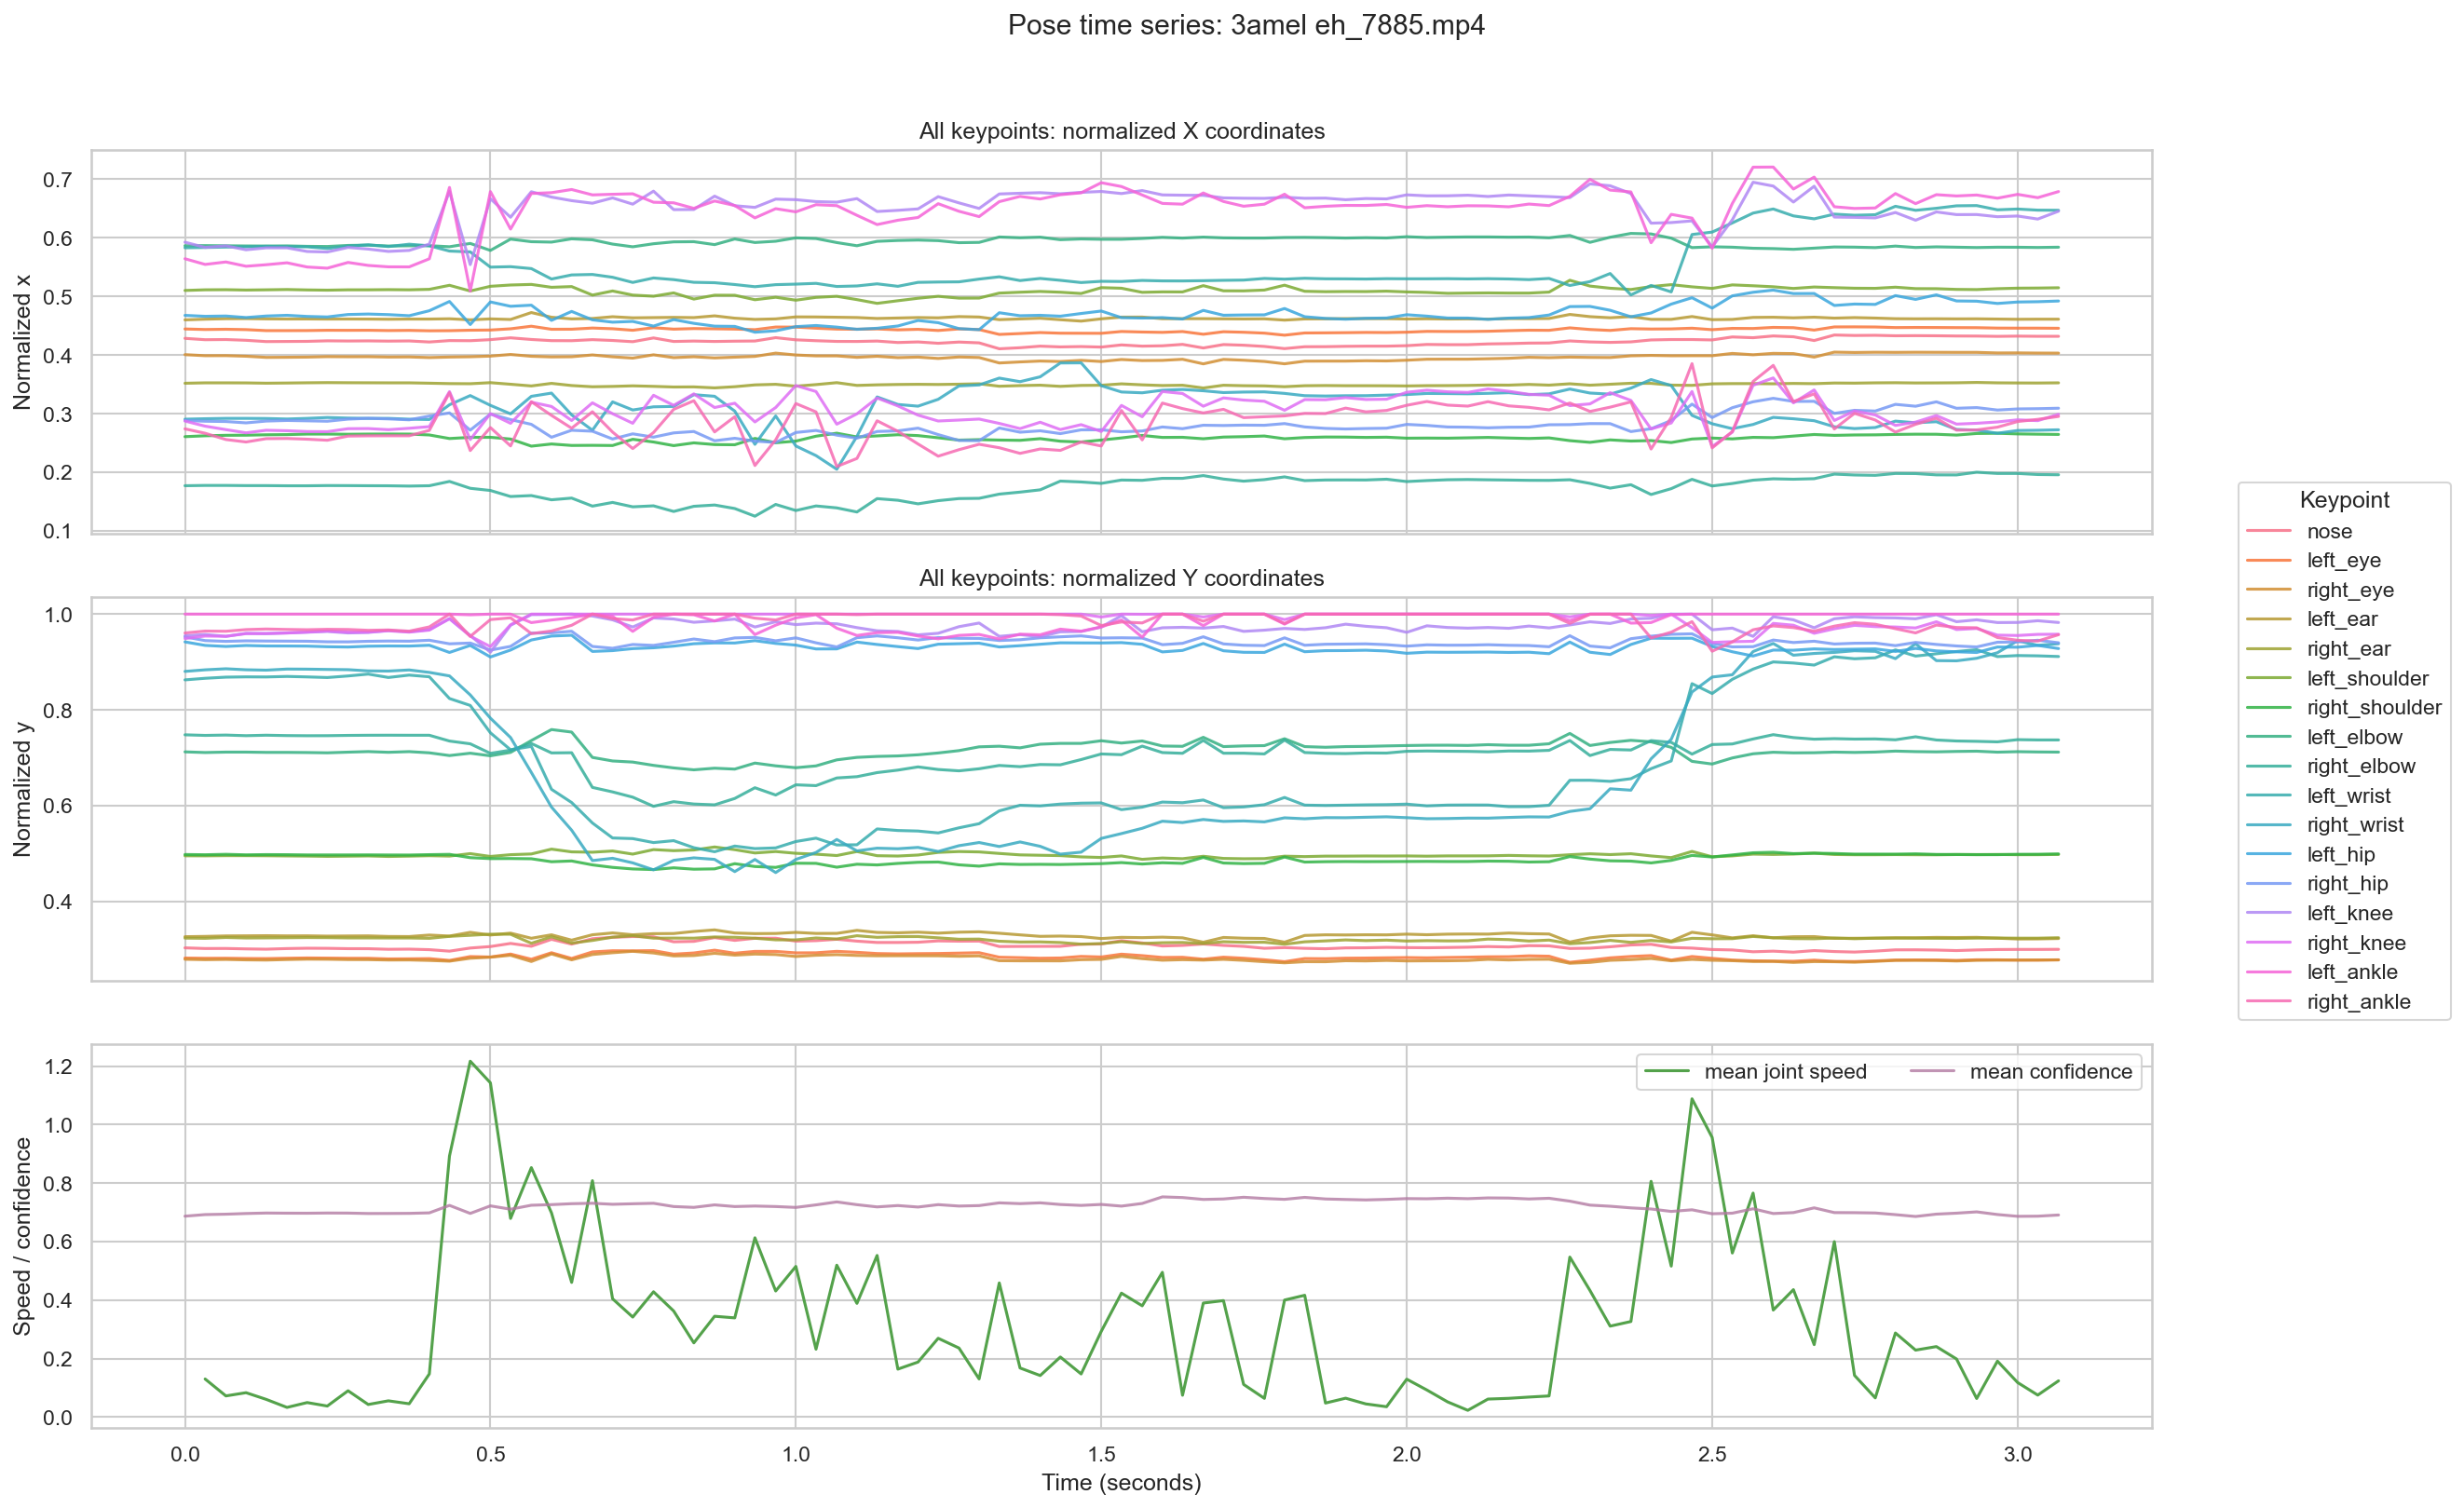 Pose time series: 3amel eh_7885.mp4
All keypoints: normalized X coordinates
Normalized x
0.7
0.6
0.5
0.4
0.3
0.2
0.1
All keypoints: normalized Y coordinates
Normalized y
1.0
0.8
0.6
0.4
Keypoint
nose
left_eye
right_eye
left_ear
right_ear
left_shoulder
right_shoulder
left_elbow
right_elbow
left_wrist
right_wrist
left_hip
right_hip
left_knee
right_knee
left_ankle
right_ankle
Speed / confidence
1.2
1.0
0.8
0.6
0.4
0.2
0.0
mean joint speed mean confidence
0.0 0.5 1.0 1.5 2.0 2.5 3.0
Time (seconds)